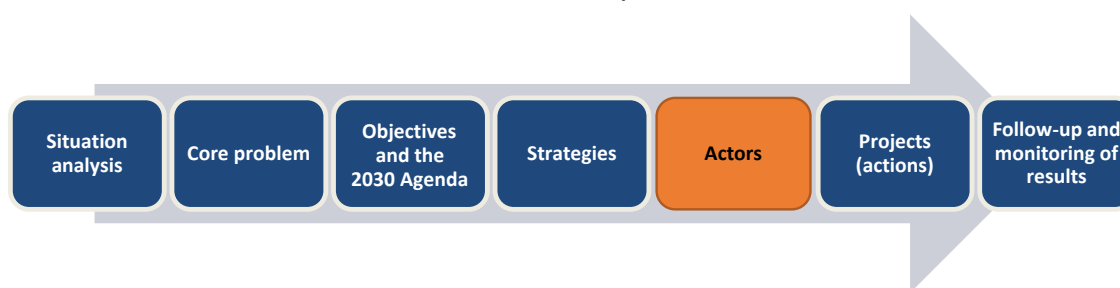 Situation
analysis
Core problem
Objectives
and the
2030 Agenda
Strategies
Actors
Projects
(actions)
Follow-up and
monitoring of
results